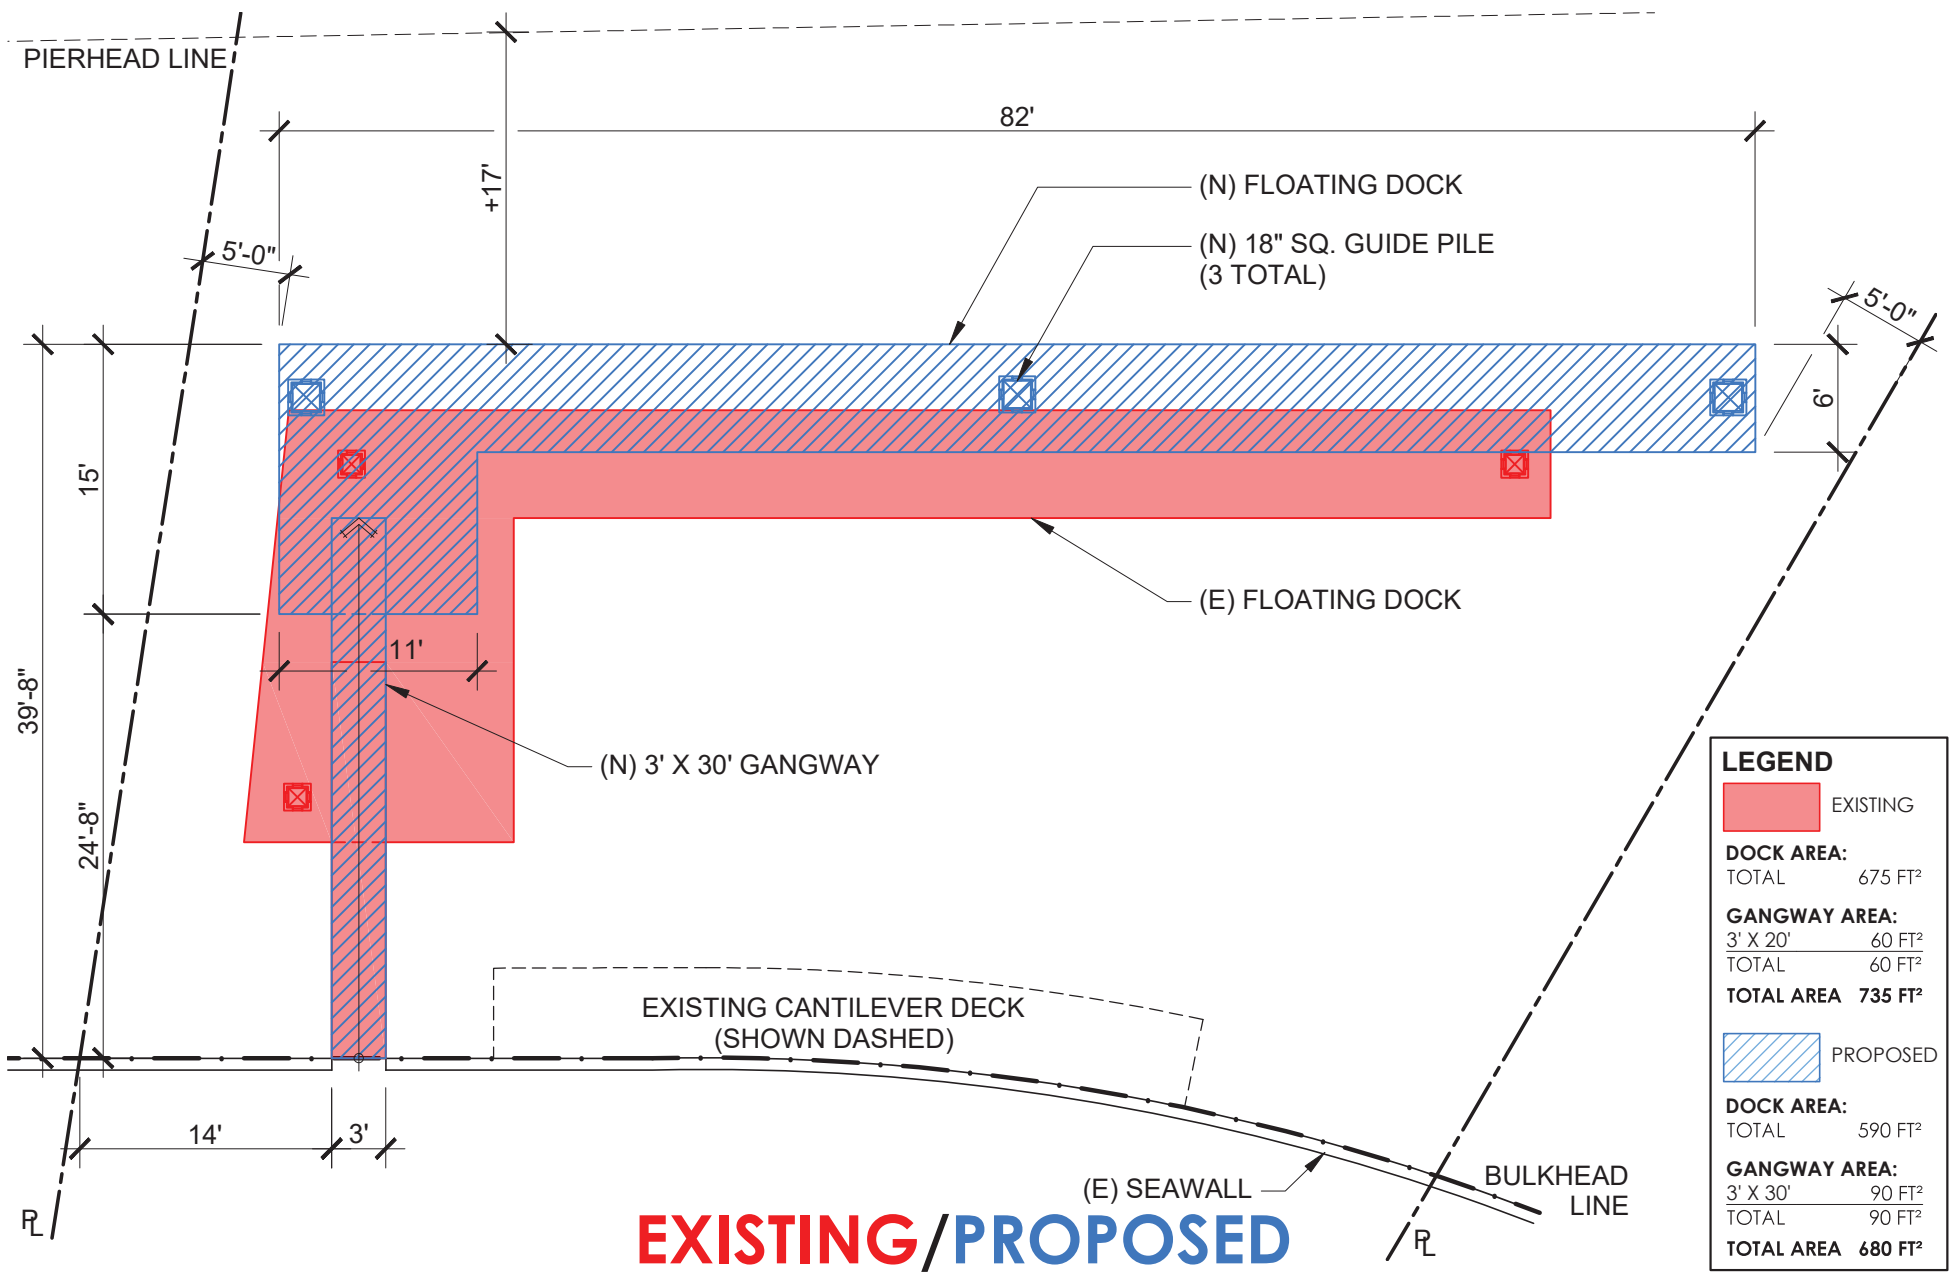 PIERHEAD LINE
82'
+17'
(N) FLOATING DOCK
(N) 18" SQ. GUIDE PILE
(3 TOTAL)
5'-0"
5'-0"
6'
15'
39'-8"
24'-8"
11'
(E) FLOATING DOCK
(N) 3' X 30' GANGWAY
EXISTING CANTILEVER DECK
(SHOWN DASHED)
14'
3'
(E) SEAWALL
BULKHEAD
LINE
PL
PL
EXISTING/PROPOSED
LEGEND
EXISTING
DOCK AREA:
TOTAL 675 FT²
GANGWAY AREA:
3' X 20' 60 FT²
TOTAL 60 FT²
TOTAL AREA 735 FT²
PROPOSED
DOCK AREA:
TOTAL 590 FT²
GANGWAY AREA:
3' X 30' 90 FT²
TOTAL 90 FT²
TOTAL AREA 680 FT²